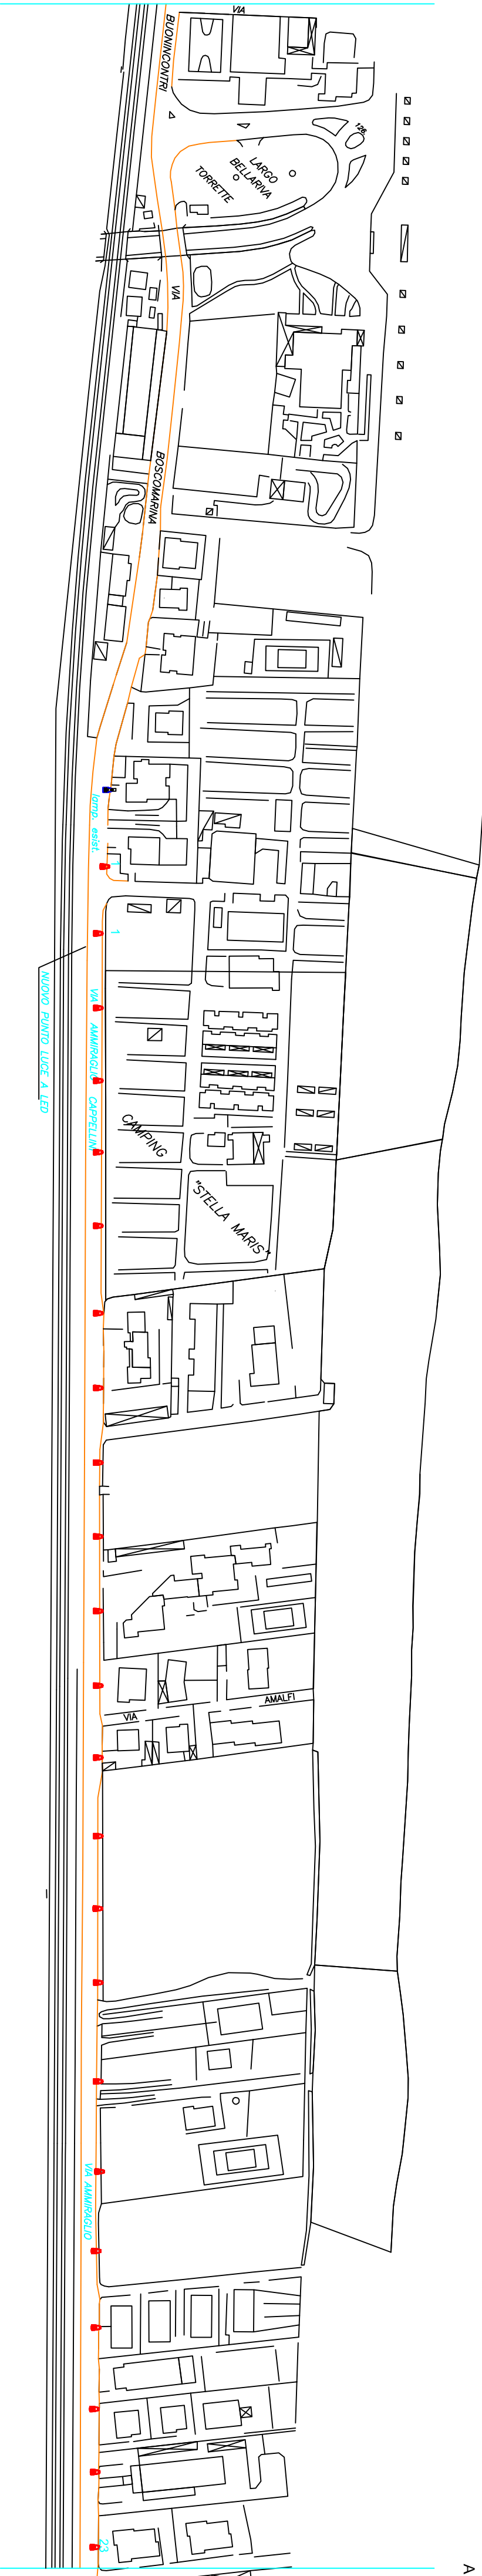 VIA
BUONINCONTRI
126
LARGO
BELLARIVA
TORRETTE
VIA
BOSCOMARINA
lamp. esist.
1
1
NUOVO PUNTO LUCE A LED
VIA AMMIRAGLIO CAPPELLINI
CAMPING
"STELLA MARIS"
VIA
AMALFI
VIA AMMIRAGLIO
23
A